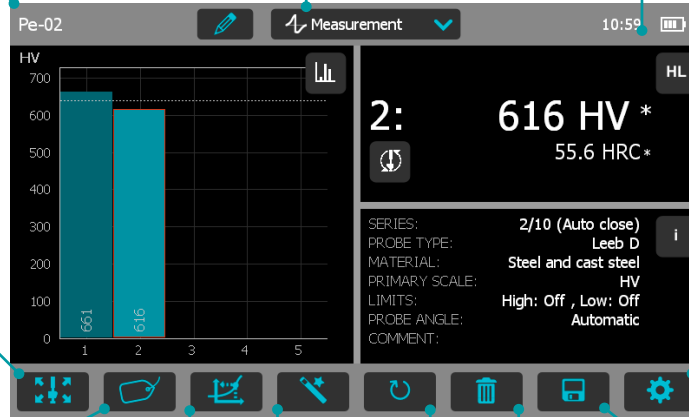 Pe-02
Measurement
10:59
HV
700
600
500
400
300
200
100
0
661
616
1 2 3 4 5
HL
2: 616 HV *
55.6 HRC*
SERIES: 2/10 (Auto close)
PROBE TYPE: Leeb D
MATERIAL: Steel and cast steel
PRIMARY SCALE: HV
LIMITS: High: Off , Low: Off
PROBE ANGLE: Automatic
COMMENT:
i